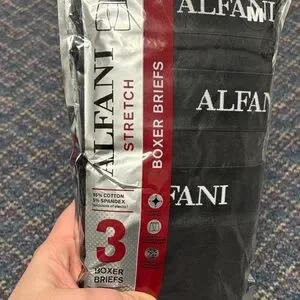 ALFANI
STRETCH
BOXER BRIEFS
95% COTTON
5% SPANDEX
3
BOXER
BRIEFS
ALFANI
ALFANI
ALFANI